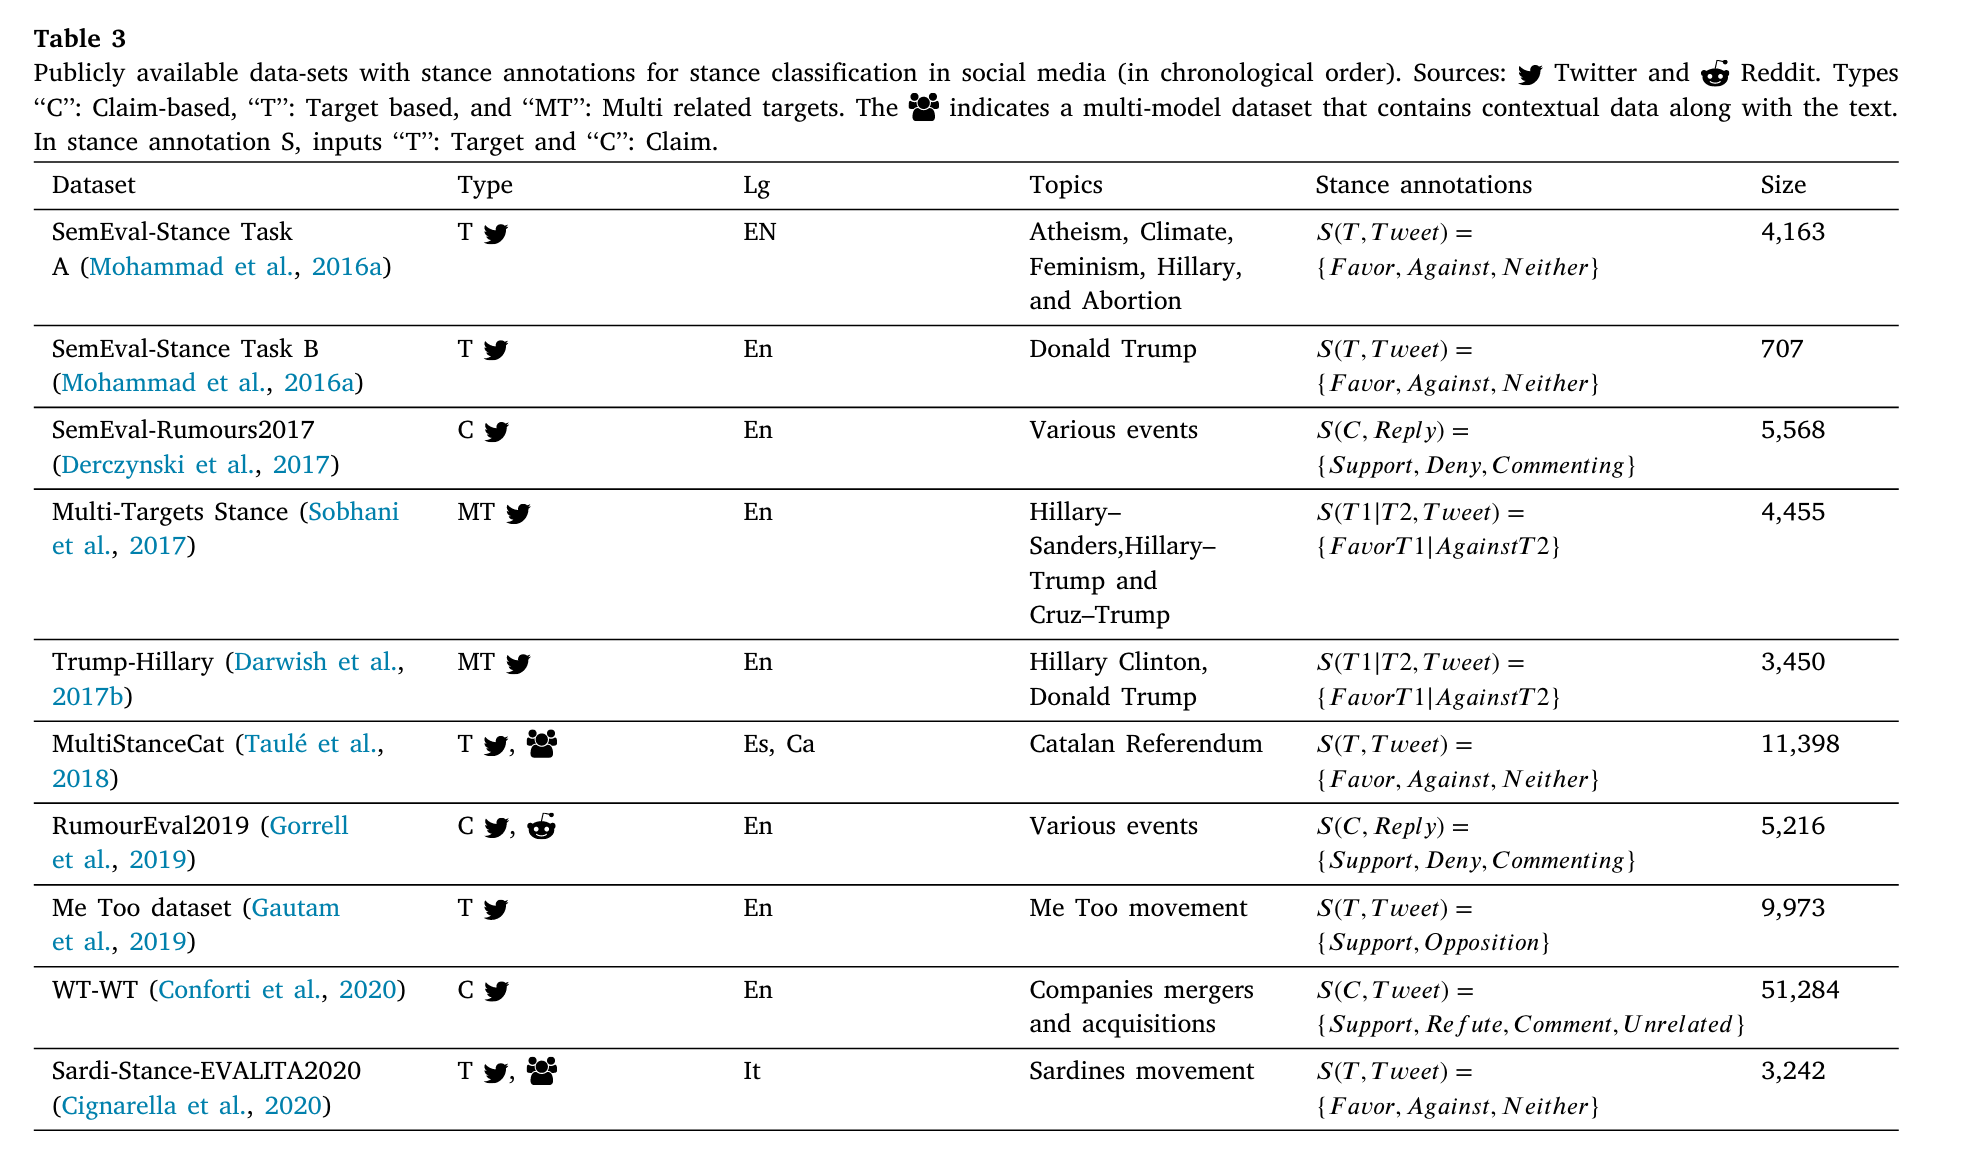 Table 3
Publicly available data-sets with stance annotations for stance classification in social media (in chronological order). Sources: Twitter and Reddit. Types
“C”: Claim-based, “T”: Target based, and “MT”: Multi related targets. The indicates a multi-model dataset that contains contextual data along with the text.
In stance annotation S, inputs “T”: Target and “C”: Claim.
Dataset Type Lg Topics Stance annotations Size
SemEval-Stance Task T EN Atheism, Climate, S(T, Tweet) = 4,163
A (Mohammad et al., 2016a) Feminism, Hillary, {Favor, Against, Neither}
and Abortion
SemEval-Stance Task B T En Donald Trump S(T, Tweet) = 707
(Mohammad et al., 2016a) {Favor, Against, Neither}
SemEval-Rumours2017 C En Various events S(C, Reply) = 5,568
(Derczynski et al., 2017) {Support, Deny, Commenting}
Multi-Targets Stance (Sobhani MT En Hillary– S(T1|T2, Tweet) = 4,455
et al., 2017) Sanders,Hillary– {FavorT1|AgainstT2}
Trump and
Cruz–Trump
Trump-Hillary (Darwish et al., MT En Hillary Clinton, S(T1|T2, Tweet) = 3,450
2017b) Donald Trump {FavorT1|AgainstT2}
MultiStanceCat (Taulé et al., T , Es, Ca Catalan Referendum S(T, Tweet) = 11,398
2018) {Favor, Against, Neither}
RumourEval2019 (Gorrell C , En Various events S(C, Reply) = 5,216
et al., 2019) {Support, Deny, Commenting}
Me Too dataset (Gautam T En Me Too movement S(T, Tweet) = 9,973
et al., 2019) {Support, Opposition}
WT-WT (Conforti et al., 2020) C En Companies mergers S(C, Tweet) = 51,284
and acquisitions {Support, Refute, Comment, Unrelated}
Sardi-Stance-EVALITA2020 T , It Sardines movement S(T, Tweet) = 3,242
(Cignarella et al., 2020) {Favor, Against, Neither}